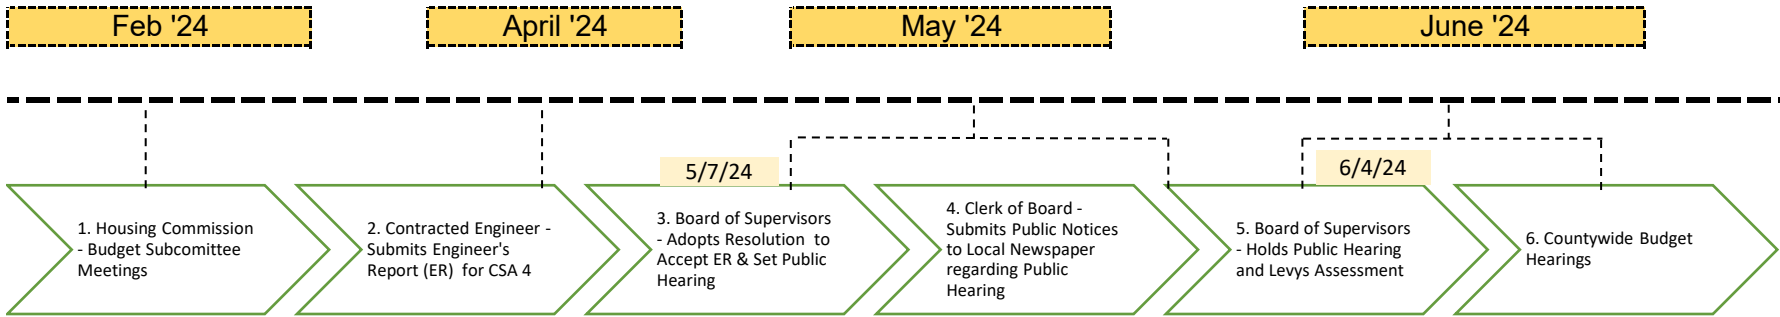 Feb '24
April '24
May '24
June '24
5/7/24
6/4/24
1. Housing Commission
- Budget Subcomittee
Meetings
2. Contracted Engineer -
Submits Engineer's
Report (ER) for CSA 4
3. Board of Supervisors
- Adopts Resolution to
Accept ER & Set Public
Hearing
4. Clerk of Board -
Submits Public Notices
to Local Newspaper
regarding Public
Hearing
5. Board of Supervisors
- Holds Public Hearing
and Levys Assessment
6. Countywide Budget
Hearings